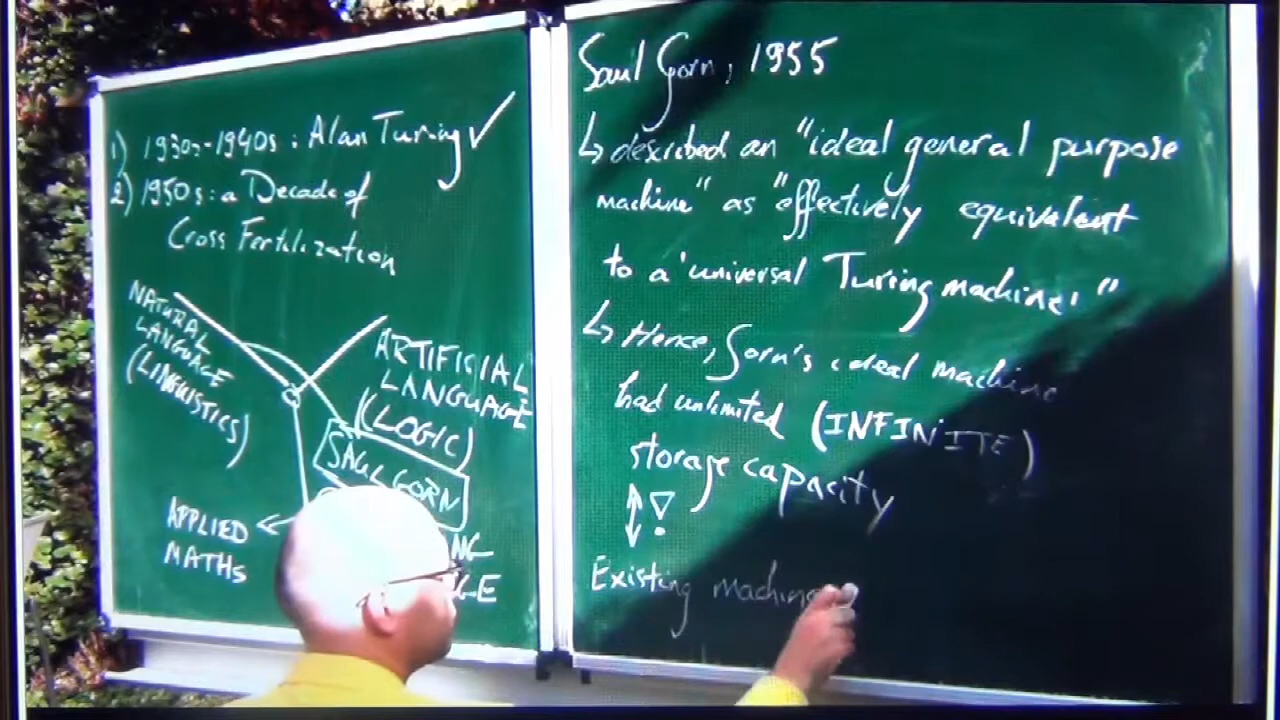 1) 1930s-1940s: Alan Turing ✓
2) 1950s: a Decade of
Cross Fertilization
NATURAL
LANGUAGE
(LINGUISTICS)
ARTIFICIAL
LANGUAGE
(LOGIC)
SAUL GORN
APPLIED
MATHS
Saul Gorn, 1955
↳ described an "ideal general purpose
machine" as "effectively equivalent
to a 'universal Turing machine'"
↳ Hence, Gorn's ideal machine
had unlimited (INFINITE)
storage capacity
Existing machine